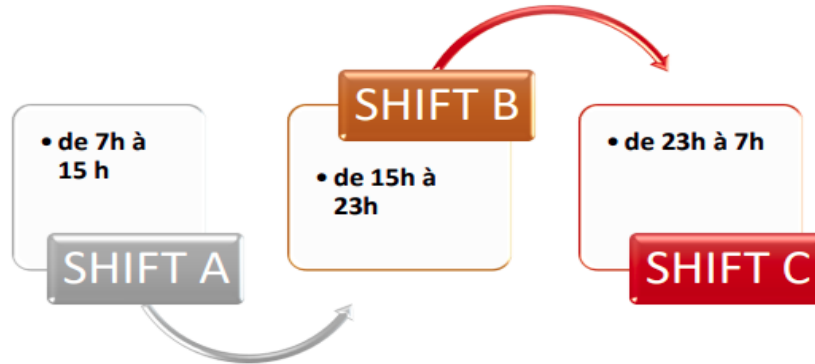 • de 7h à
15 h
SHIFT A
SHIFT B
• de 15h à
23h
• de 23h à 7h
SHIFT C